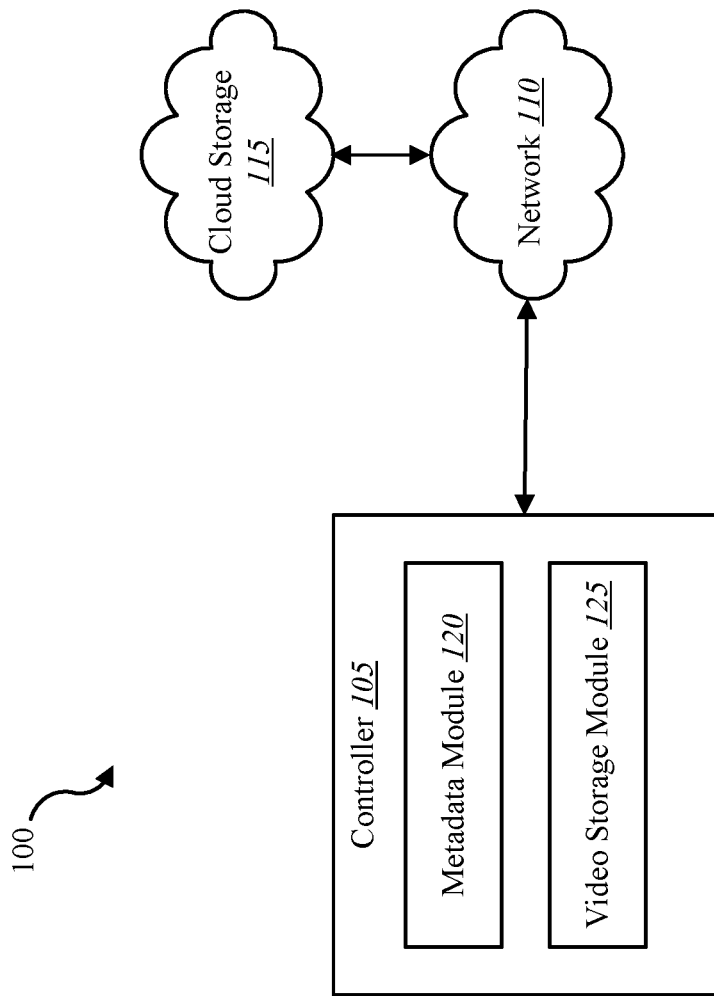 100
Controller 105
Metadata Module 120
Video Storage Module 125
Cloud Storage
115
Network 110